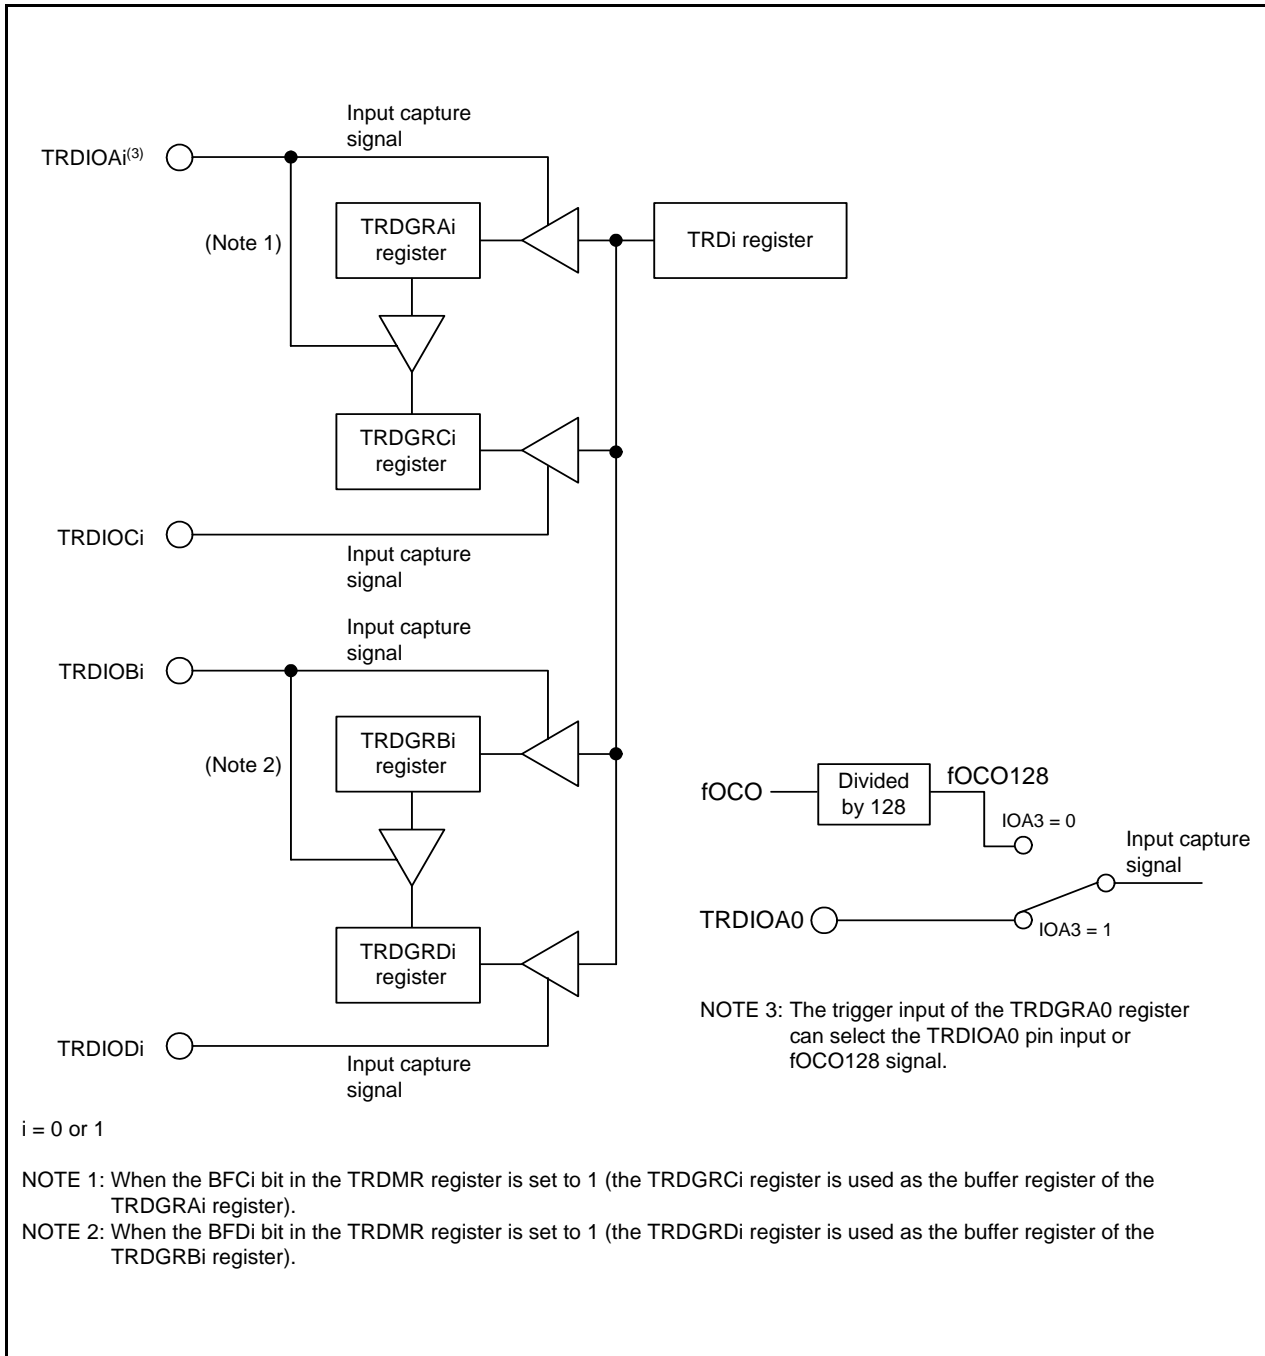 Input capture
signal
TRDIOAi(3)
TRDGRAi
register
TRDi register
(Note 1)
TRDGRCi
register
TRDIOCi
Input capture
signal
Input capture
signal
TRDIOBi
TRDGRBi
register
(Note 2)
TRDGRDi
register
TRDIODi
Input capture
signal
fOCO
Divided
by 128
fOCO128
IOA3 = 0
Input capture
signal
TRDIOA0
IOA3 = 1
NOTE 3: The trigger input of the TRDGRA0 register
can select the TRDIOA0 pin input or
fOCO128 signal.
i = 0 or 1
NOTE 1: When the BFCi bit in the TRDMR register is set to 1 (the TRDGRCi register is used as the buffer register of the
TRDGRAi register).
NOTE 2: When the BFDi bit in the TRDMR register is set to 1 (the TRDGRDi register is used as the buffer register of the
TRDGRBi register).